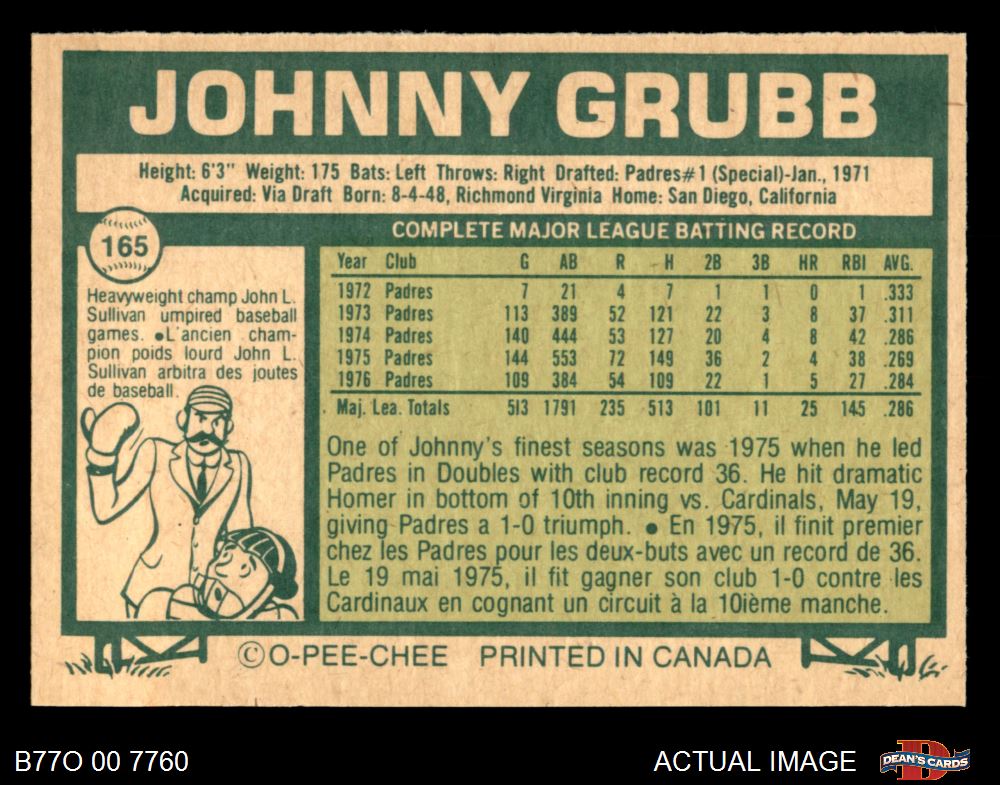 JOHNNY GRUBB
Height: 6'3" Weight: 175 Bats: Left Throws: Right Drafted: Padres#1 (Special)-Jan., 1971
Acquired: Via Draft Born: 8-4-48, Richmond Virginia Home: San Diego, California
165
Heavyweight champ John L.
Sullivan umpired baseball
games. ●L'ancien cham-
pion poids lourd John L.
Sullivan arbitra des joutes
de baseball.
COMPLETE MAJOR LEAGUE BATTING RECORD
Year Club G AB R H 2B 3B HR RBI AVG.
1972 Padres 7 21 4 7 1 1 0 1 .333
1973 Padres 113 389 52 121 22 3 8 37 .311
1974 Padres 140 444 53 127 20 4 8 42 .286
1975 Padres 144 553 72 149 36 2 4 38 .269
1976 Padres 109 384 54 109 22 1 5 27 .284
Maj. Lea. Totals 513 1791 235 513 101 11 25 145 .286
One of Johnny's finest seasons was 1975 when he led
Padres in Doubles with club record 36. He hit dramatic
Homer in bottom of 10th inning vs. Cardinals, May 19,
giving Padres a 1-0 triumph. ● En 1975, il finit premier
chez les Padres pour les deux-buts avec un record de 36.
Le 19 mai 1975, il fit gagner son club 1-0 contre les
Cardinaux en cognant un circuit à la 10ième manche.
©O-PEE-CHEE PRINTED IN CANADA
B77O 00 7760
ACTUAL IMAGE
DEAN'S CARDS